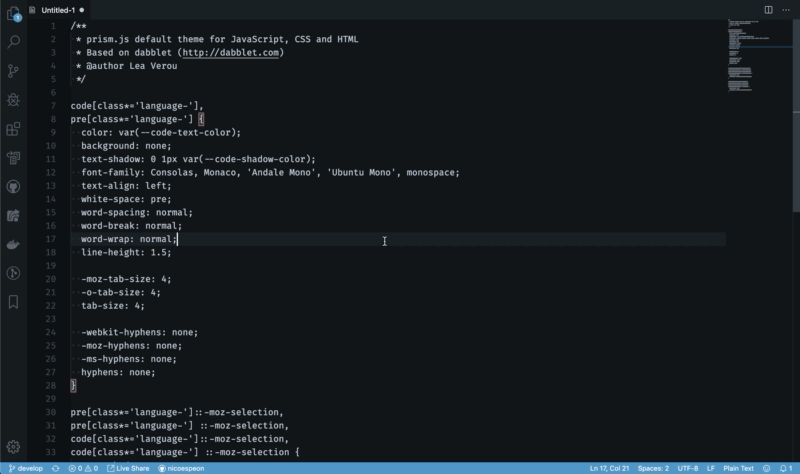 Untitled-1
1 /**
2 * prism.js default theme for JavaScript, CSS and HTML
3 * Based on dabblet (http://dabblet.com)
4 * @author Lea Verou
5 */
6
7 code[class*='language-'],
8 pre[class*='language-'] {
9 color: var(--code-text-color);
10 background: none;
11 text-shadow: 0 1px var(--code-shadow-color);
12 font-family: Consolas, Monaco, 'Andale Mono', 'Ubuntu Mono', monospace;
13 text-align: left;
14 white-space: pre;
15 word-spacing: normal;
16 word-break: normal;
17 word-wrap: normal;
18 line-height: 1.5;
19
20 -moz-tab-size: 4;
21 -o-tab-size: 4;
22 tab-size: 4;
23
24 -webkit-hyphens: none;
25 -moz-hyphens: none;
26 -ms-hyphens: none;
27 hyphens: none;
28 }
29
30 pre[class*='language-']::-moz-selection,
31 pre[class*='language-'] ::-moz-selection,
32 code[class*='language-']::-moz-selection,
33 code[class*='language-'] ::-moz-selection {
develop 0 0 Live Share nicoespeon Ln 17, Col 21 Spaces: 2 UTF-8 LF Plain Text 1